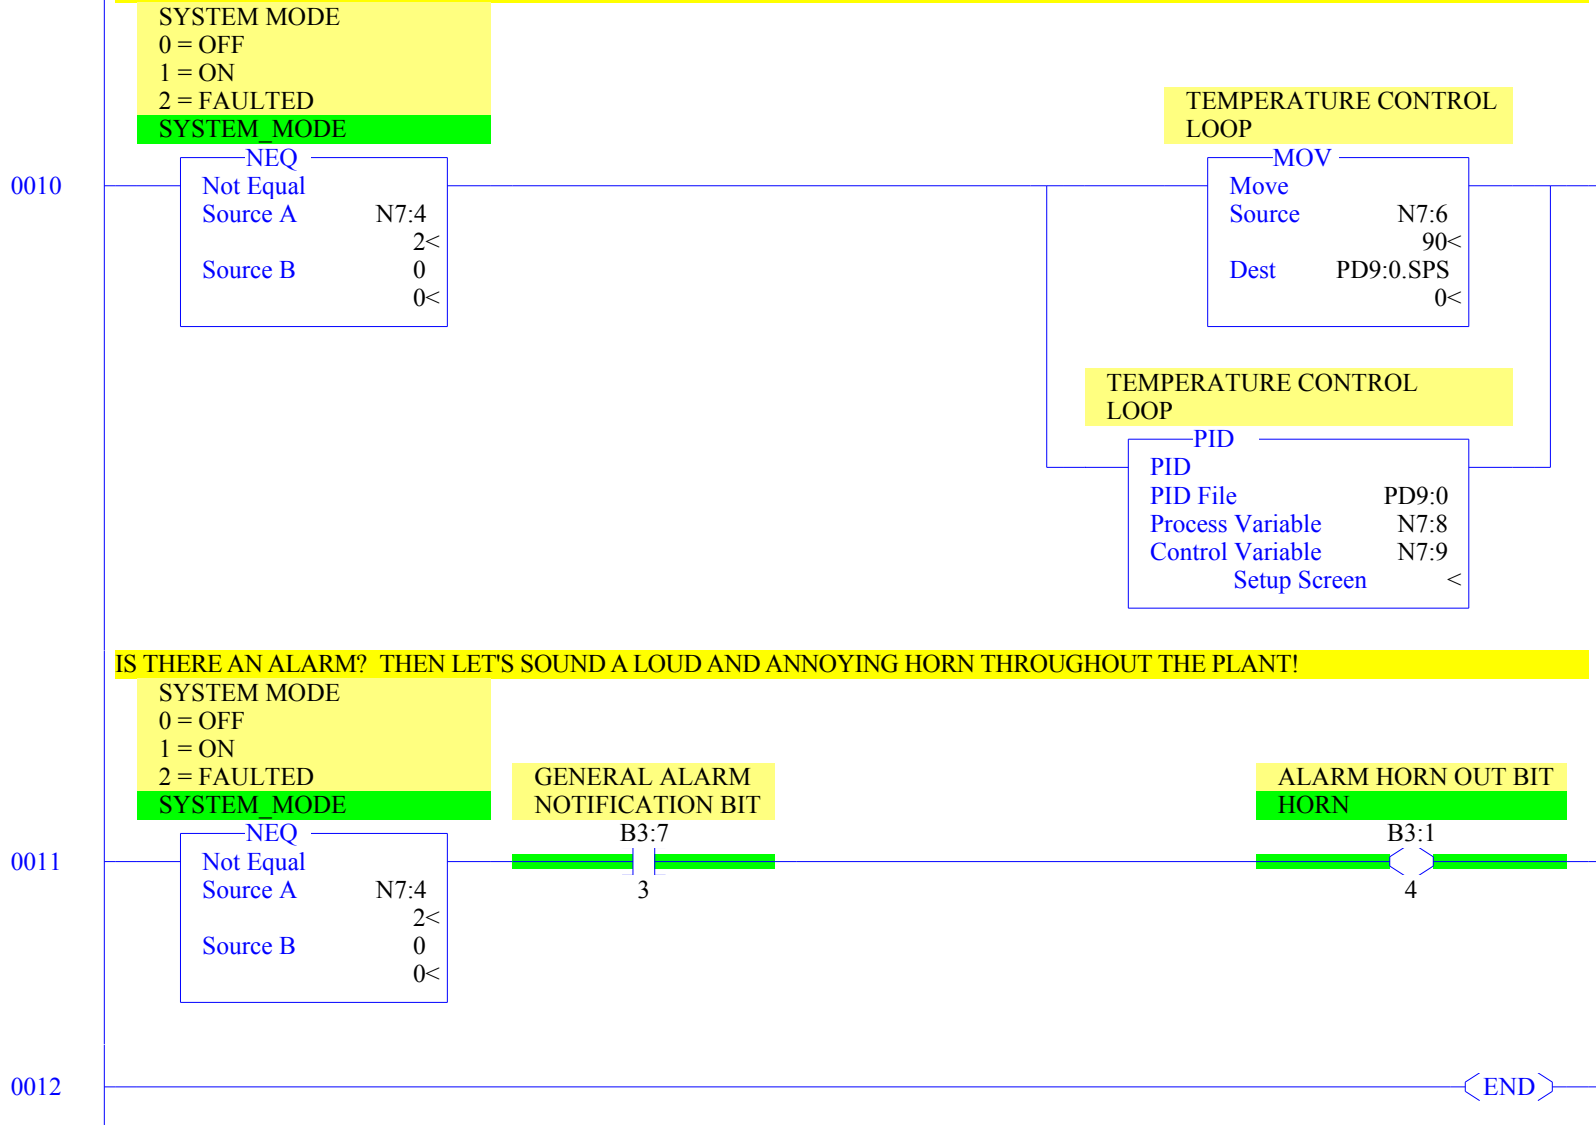 SYSTEM MODE
0 = OFF
1 = ON
2 = FAULTED
SYSTEM_MODE
TEMPERATURE CONTROL
LOOP
0010
NEQ
Not Equal
Source A N7:4
2<
Source B 0
0<
MOV
Move
Source N7:6
90<
Dest PD9:0.SPS
0<
TEMPERATURE CONTROL
LOOP
PID
PID
PID File PD9:0
Process Variable N7:8
Control Variable N7:9
Setup Screen <
IS THERE AN ALARM? THEN LET'S SOUND A LOUD AND ANNOYING HORN THROUGHOUT THE PLANT!
SYSTEM MODE
0 = OFF
1 = ON
2 = FAULTED
SYSTEM_MODE
GENERAL ALARM
NOTIFICATION BIT
ALARM HORN OUT BIT
HORN
0011
NEQ
Not Equal
Source A N7:4
2<
Source B 0
0<
B3:7
3
B3:1
4
0012
END